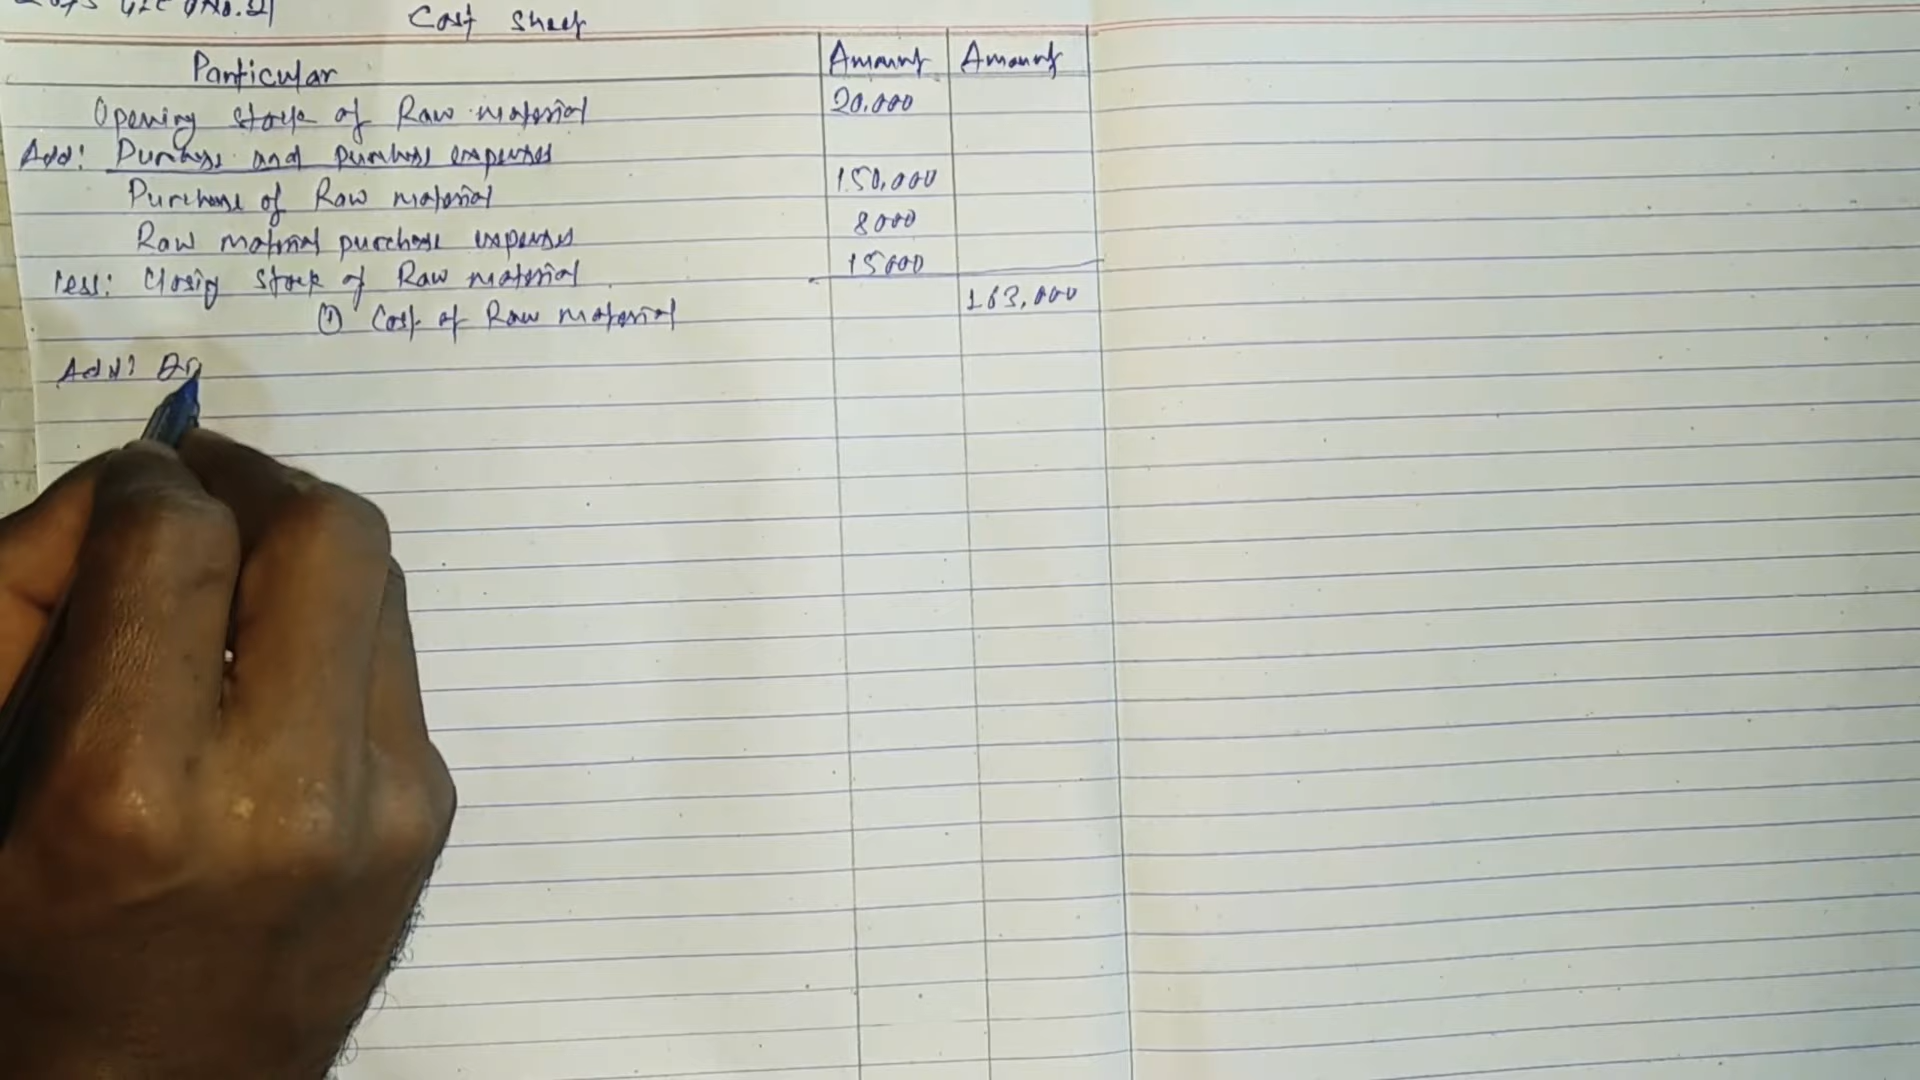 Cost Sheet
Particular Amount Amount
Opening stock of Raw material 20,000
Add: Purchase and purchase expenses
Purchase of Raw material 150,000
Raw material purchase expenses 8000
Less: Closig stock of Raw material 15000
① Cost of Raw material 163,000
Add: